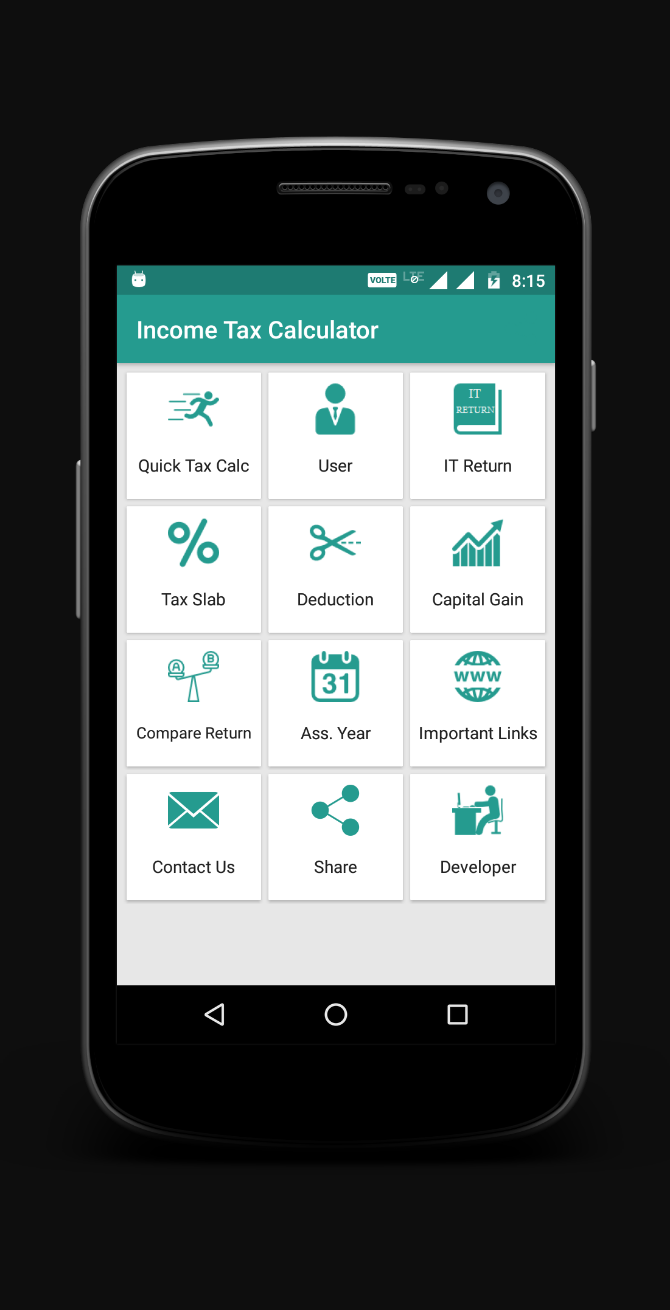 VOLTE LTE 8:15
Income Tax Calculator
IT
RETURN
Quick Tax Calc User IT Return
%
Tax Slab Deduction Capital Gain
A B 31 WWW
Compare Return Ass. Year Important Links
Contact Us Share Developer